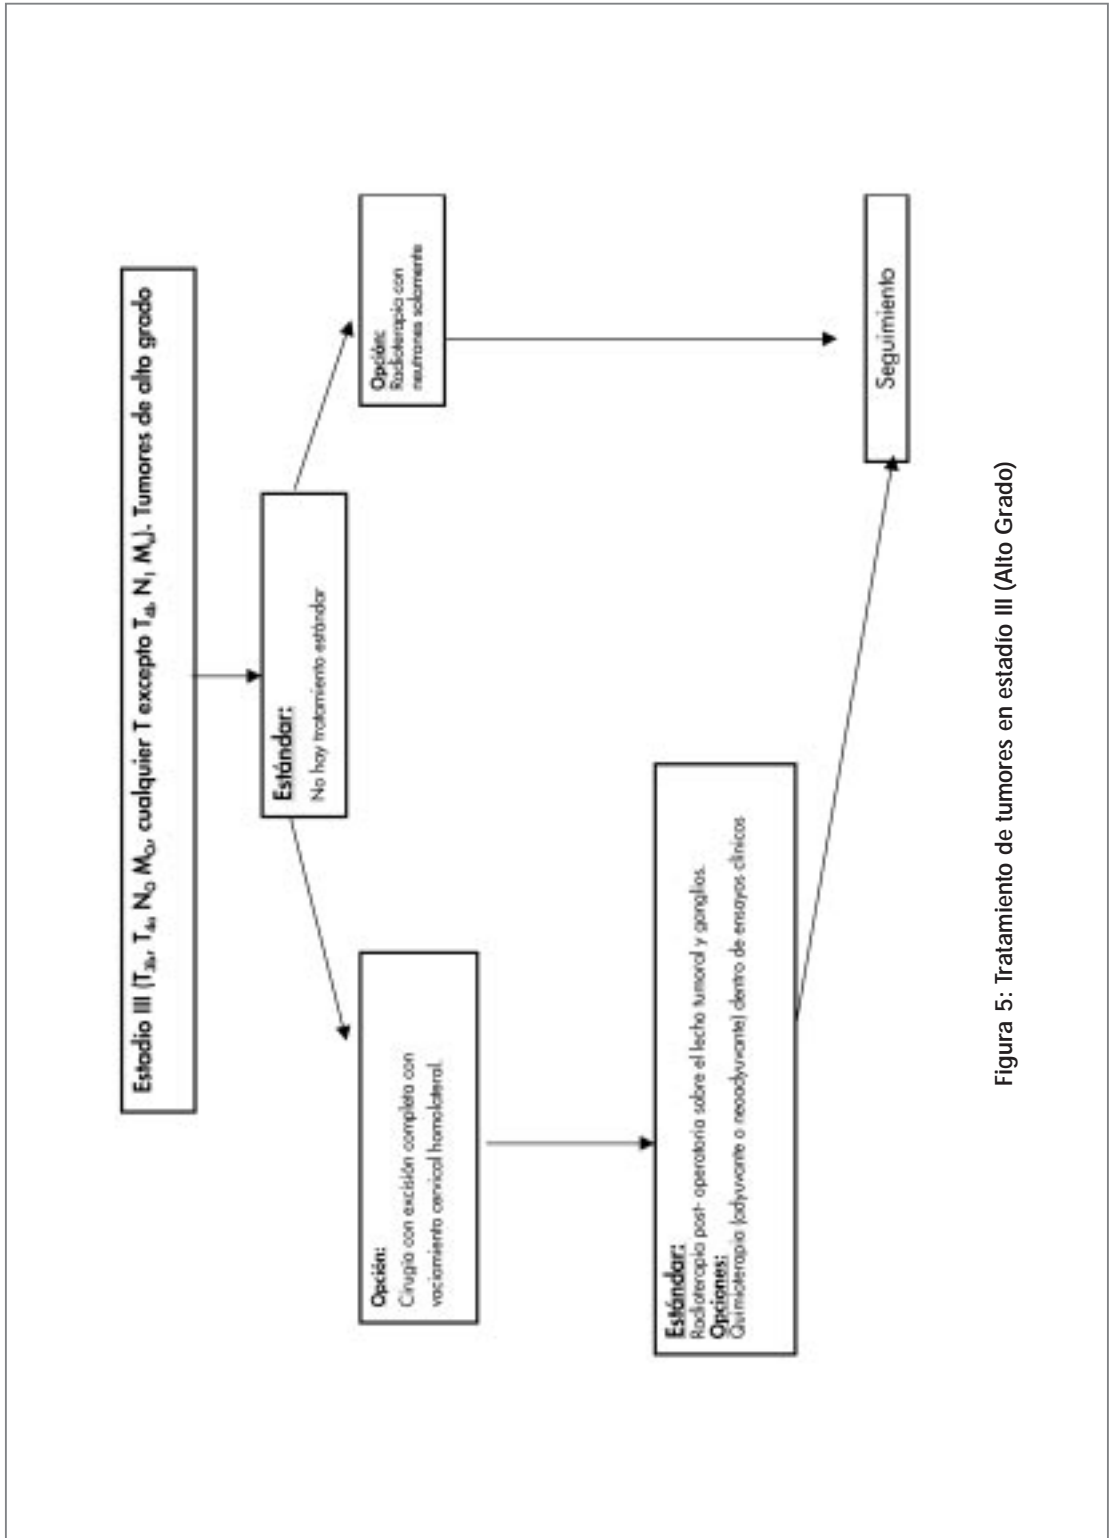 Estadio III (T₃ᵦ, T₄ₐ N₀ M₀, cualquier T excepto T₄ᵦ N₁ M₀). Tumores de alto grado
Estándar:
No hay tratamiento estándar
Opción:
Cirugía con excisión completa con
vaciamiento cervical homolateral.
Opción:
Radioterapia con
neutrones solamente
Estándar:
Radioterapia post- operatoria sobre el lecho tumoral y ganglios.
Opciones:
Quimioterapia (adyuvante o neoadyuvante) dentro de ensayos clínicos
Seguimiento
Figura 5: Tratamiento de tumores en estadío III (Alto Grado)